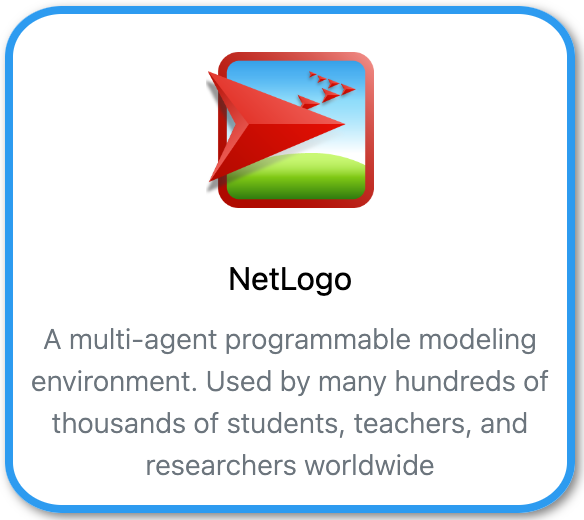 NetLogo
A multi-agent programmable modeling
environment. Used by many hundreds of
thousands of students, teachers, and
researchers worldwide